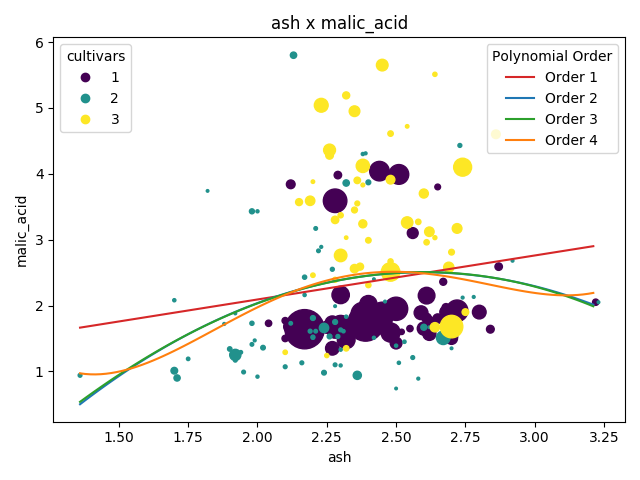 ash x malic_acid
cultivars
1
2
3
Polynomial Order
Order 1
Order 2
Order 3
Order 4
malic_acid
6
5
4
3
2
1
1.50 1.75 2.00 2.25 2.50 2.75 3.00 3.25
ash